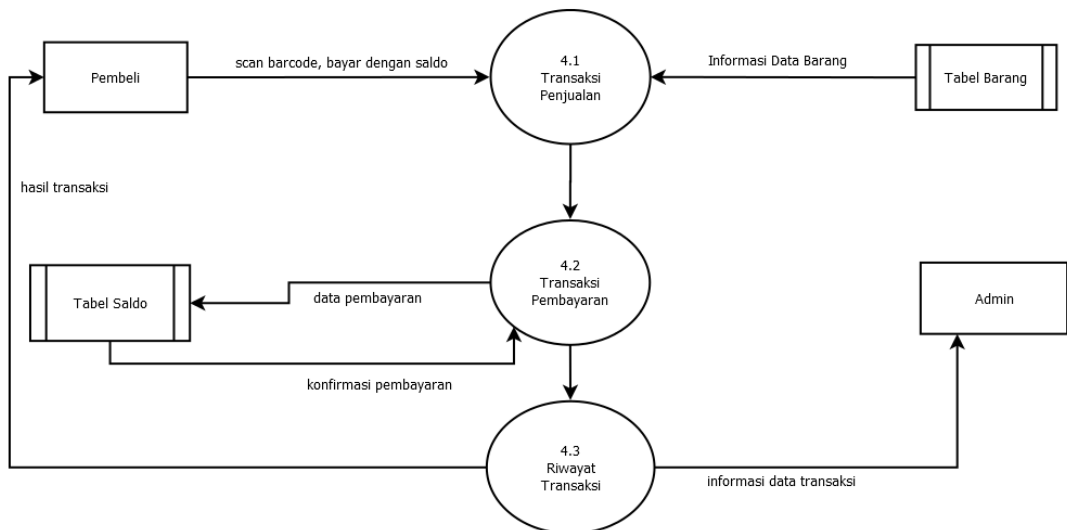 Pembeli
scan barcode, bayar dengan saldo
4.1
Transaksi
Penjualan
Informasi Data Barang
Tabel Barang
hasil transaksi
4.2
Transaksi
Pembayaran
Tabel Saldo
data pembayaran
Admin
konfirmasi pembayaran
4.3
Riwayat
Transaksi
informasi data transaksi